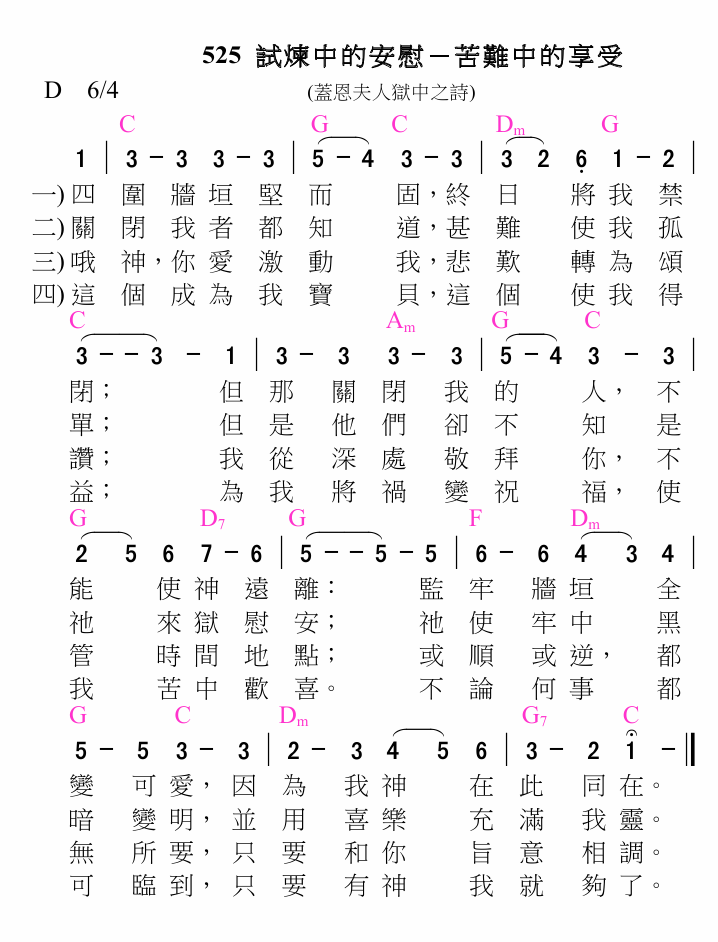 525 試煉中的安慰－苦難中的享受
D 6/4 (蓋恩夫人獄中之詩)
C G C Dm G
1 | 3 - 3 3 - 3 | 5 - 4 3 - 3 | 3 2 6 1 - 2 |
一) 四 圍 牆 垣 堅 而 固，終 日 將 我 禁
二) 關 閉 我 者 都 知 道，甚 難 使 我 孤
三) 哦 神，你 愛 激 動 我，悲 歎 轉 為 頌
四) 這 個 成 為 我 寶 貝，這 個 使 我 得
C Am G C
3 - - 3 - 1 | 3 - 3 3 - 3 | 5 - 4 3 - 3 |
閉； 但 那 關 閉 我 的 人， 不
單； 但 是 他 們 卻 不 知 是
讚； 我 從 深 處 敬 拜 你， 不
益； 為 我 將 禍 變 祝 福， 使
G D7 G F Dm
2 5 6 7 - 6 | 5 - - 5 - 5 | 6 - 6 4 3 4 |
能 使 神 遠 離： 監 牢 牆 垣 全
祂 來 獄 慰 安； 祂 使 牢 中 黑
管 時 間 地 點； 或 順 或 逆， 都
我 苦 中 歡 喜。 不 論 何 事 都
G C Dm G7 C
5 - 5 3 - 3 | 2 - 3 4 5 6 | 3 - 2 1 - ‖
變 可 愛， 因 為 我 神 在 此 同 在。
暗 變 明， 並 用 喜 樂 充 滿 我 靈。
無 所 要， 只 要 和 你 旨 意 相 調。
可 臨 到， 只 要 有 神 我 就 夠 了。